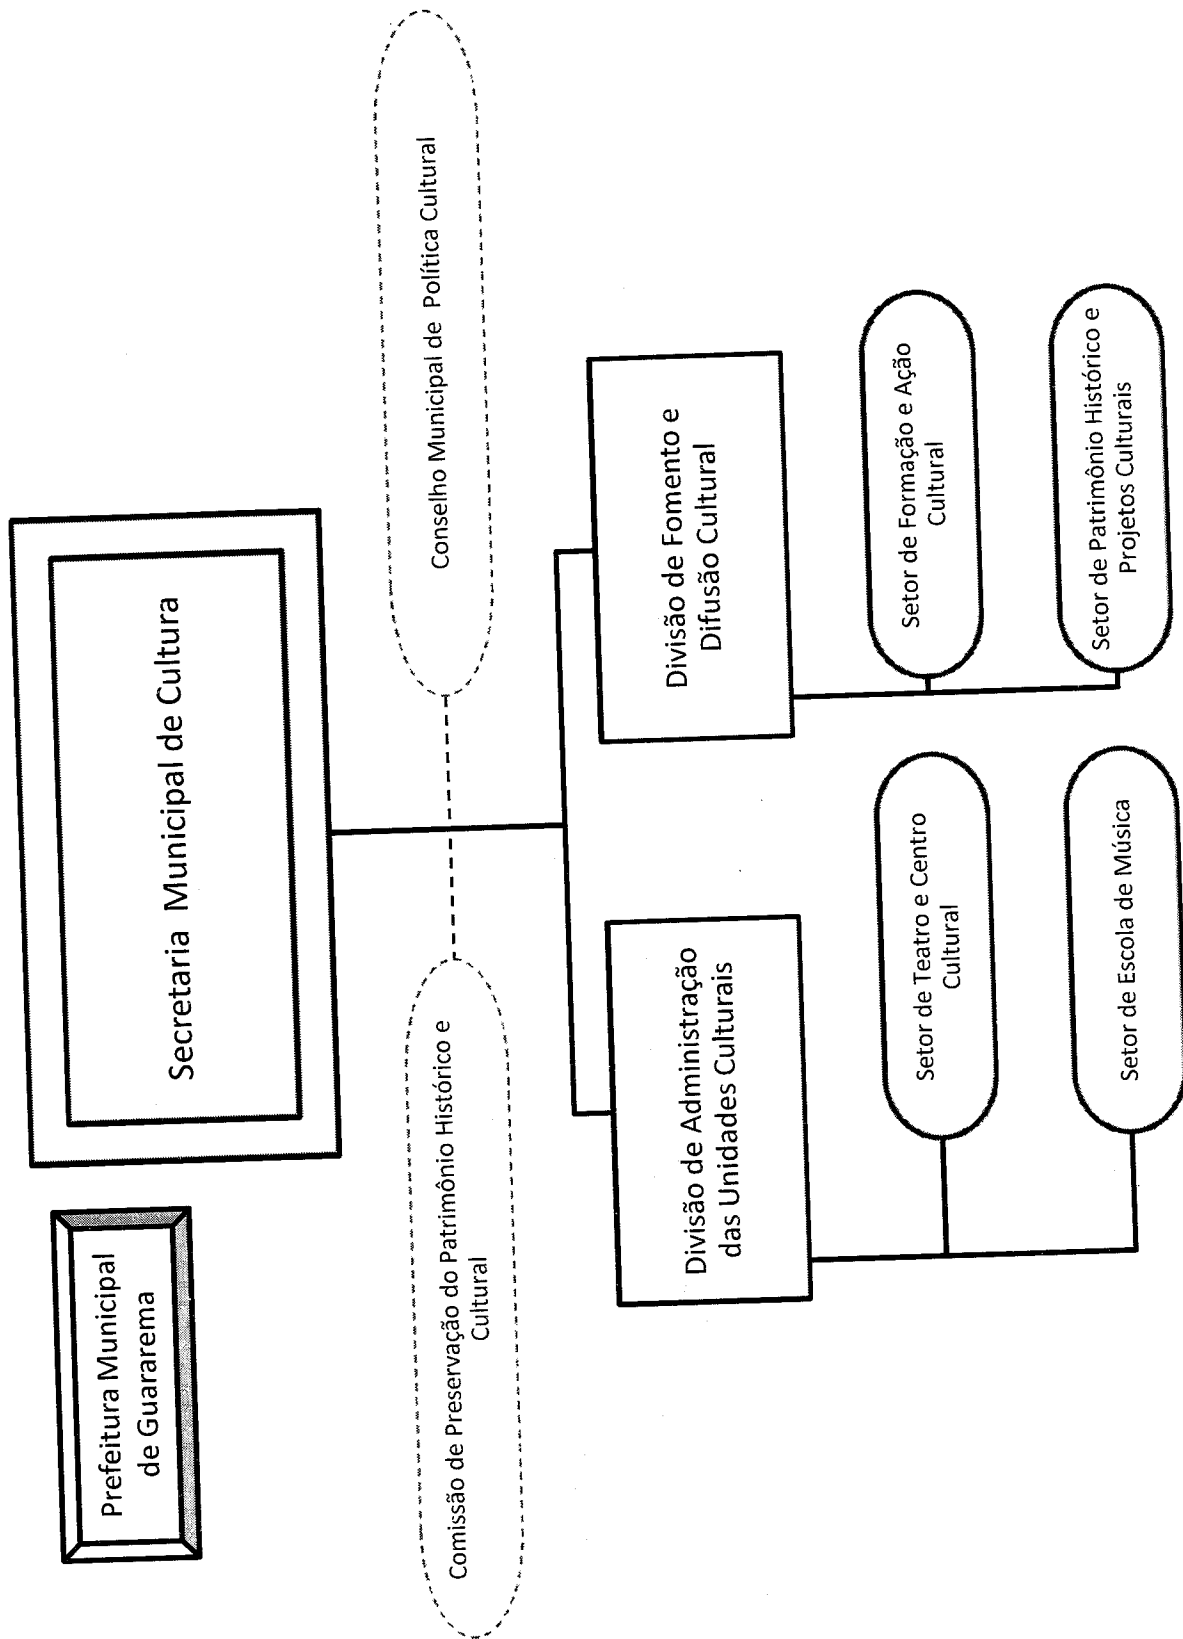 Prefeitura Municipal
de Guararema
Secretaria Municipal de Cultura
Comissão de Preservação do Patrimônio Histórico e
Cultural
Conselho Municipal de Política Cultural
Divisão de Administração
das Unidades Culturais
Divisão de Fomento e
Difusão Cultural
Setor de Teatro e Centro
Cultural
Setor de Formação e Ação
Cultural
Setor de Escola de Música
Setor de Patrimônio Histórico e
Projetos Culturais